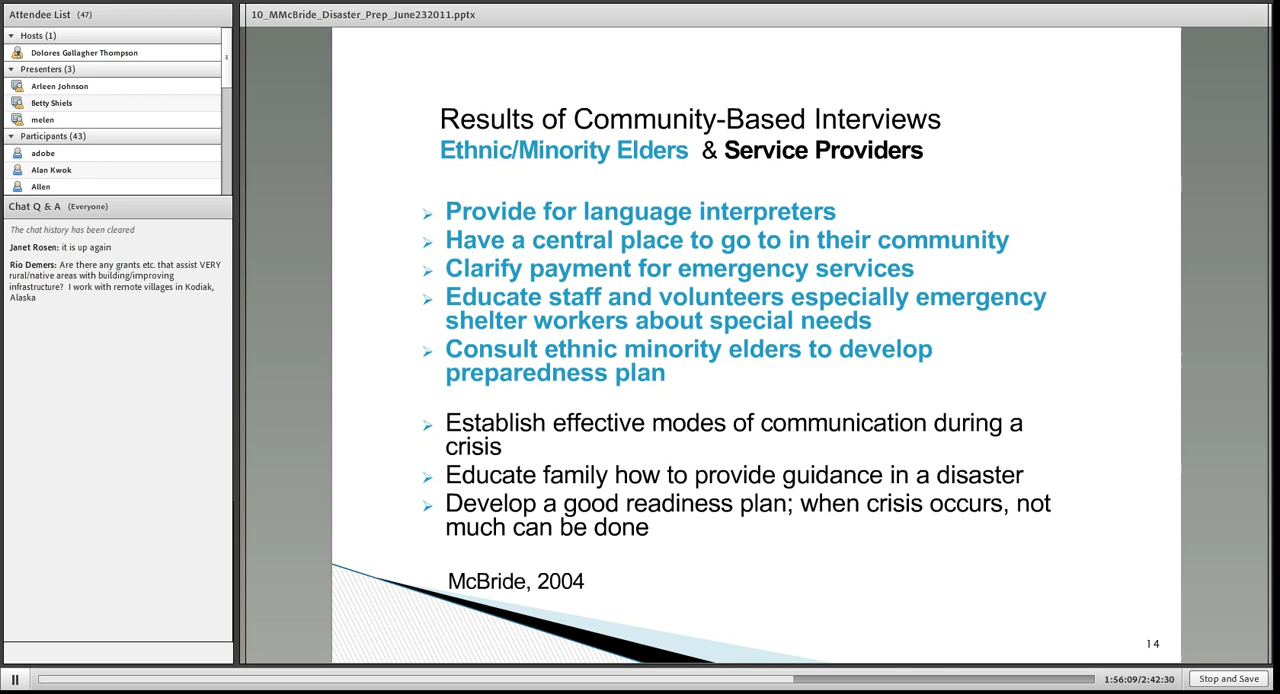 Attendee List (47)
Hosts (1)
Dolores Gallagher Thompson
Presenters (3)
Arleen Johnson
Betty Shiels
melen
Participants (43)
adobe
Alan Kwok
Allen
Chat Q & A (Everyone)
The chat history has been cleared
Janet Rosen: it is up again
Rio Demers: Are there any grants etc. that assist VERY
rural/native areas with building/improving
infrastructure? I work with remote villages in Kodiak,
Alaska
10_MMcBride_Disaster_Prep_June232011.pptx
Results of Community-Based Interviews
Ethnic/Minority Elders & Service Providers
Provide for language interpreters
Have a central place to go to in their community
Clarify payment for emergency services
Educate staff and volunteers especially emergency
shelter workers about special needs
Consult ethnic minority elders to develop
preparedness plan
Establish effective modes of communication during a
crisis
Educate family how to provide guidance in a disaster
Develop a good readiness plan; when crisis occurs, not
much can be done
McBride, 2004
14
1:56:09/2:42:30
Stop and Save